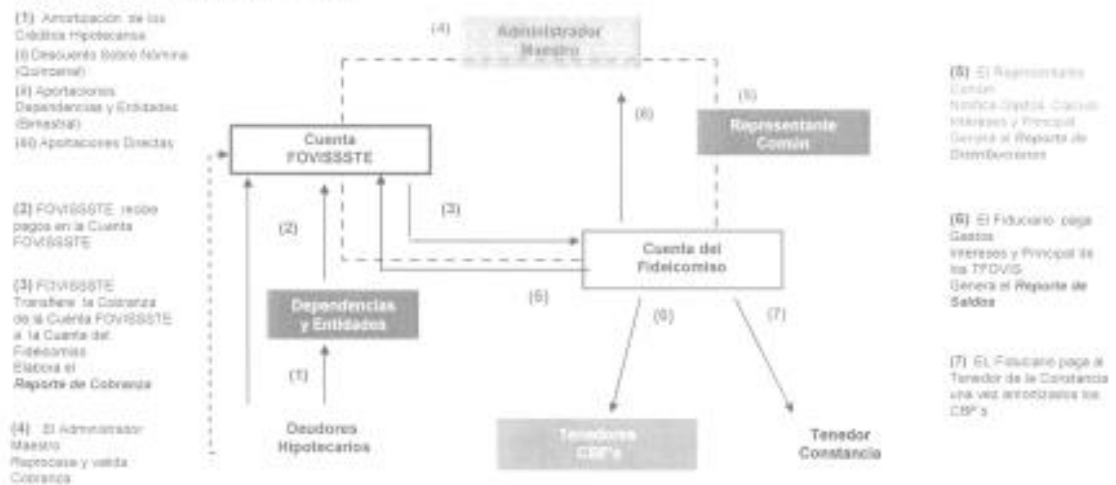 (1) Amortización de los
Créditos Hipotecarios
(i) Descuento Sobre Nómina
(Quincenal)
(ii) Aportaciones
Dependencias y Entidades
(Bimestral)
(iii) Aportaciones Directas
(2) FOVISSSTE recibe
pagos en la Cuenta
FOVISSSTE
(3) FOVISSSTE
Transfiere la Cobranza
de la Cuenta FOVISSSTE
a la Cuenta del
Fideicomiso
Elabora el
Reporte de Cobranza
(4) El Administrador
Maestro
Reprocesa y valida
Cobranza
(4)
Administrador
Maestro
Cuenta
FOVISSSTE
(6)
(5)
Representante
Común
(2)
(3)
Cuenta del
Fideicomiso
Dependencias
y Entidades
(6)
(6)
(7)
(1)
Deudores
Hipotecarios
Tenedores
CBF's
Tenedor
Constancia
(5) El Representante
Común
Notifica Gastos, Calcula
Intereses y Principal
Genera el Reporte de
Distribuciones
(6) El Fiduciario paga
Gastos
Intereses y Principal de
los TFOVIS
Genera el Reporte de
Saldos
(7) EL Fiduciario paga al
Tenedor de la Constancia
una vez amortizados los
CBF's